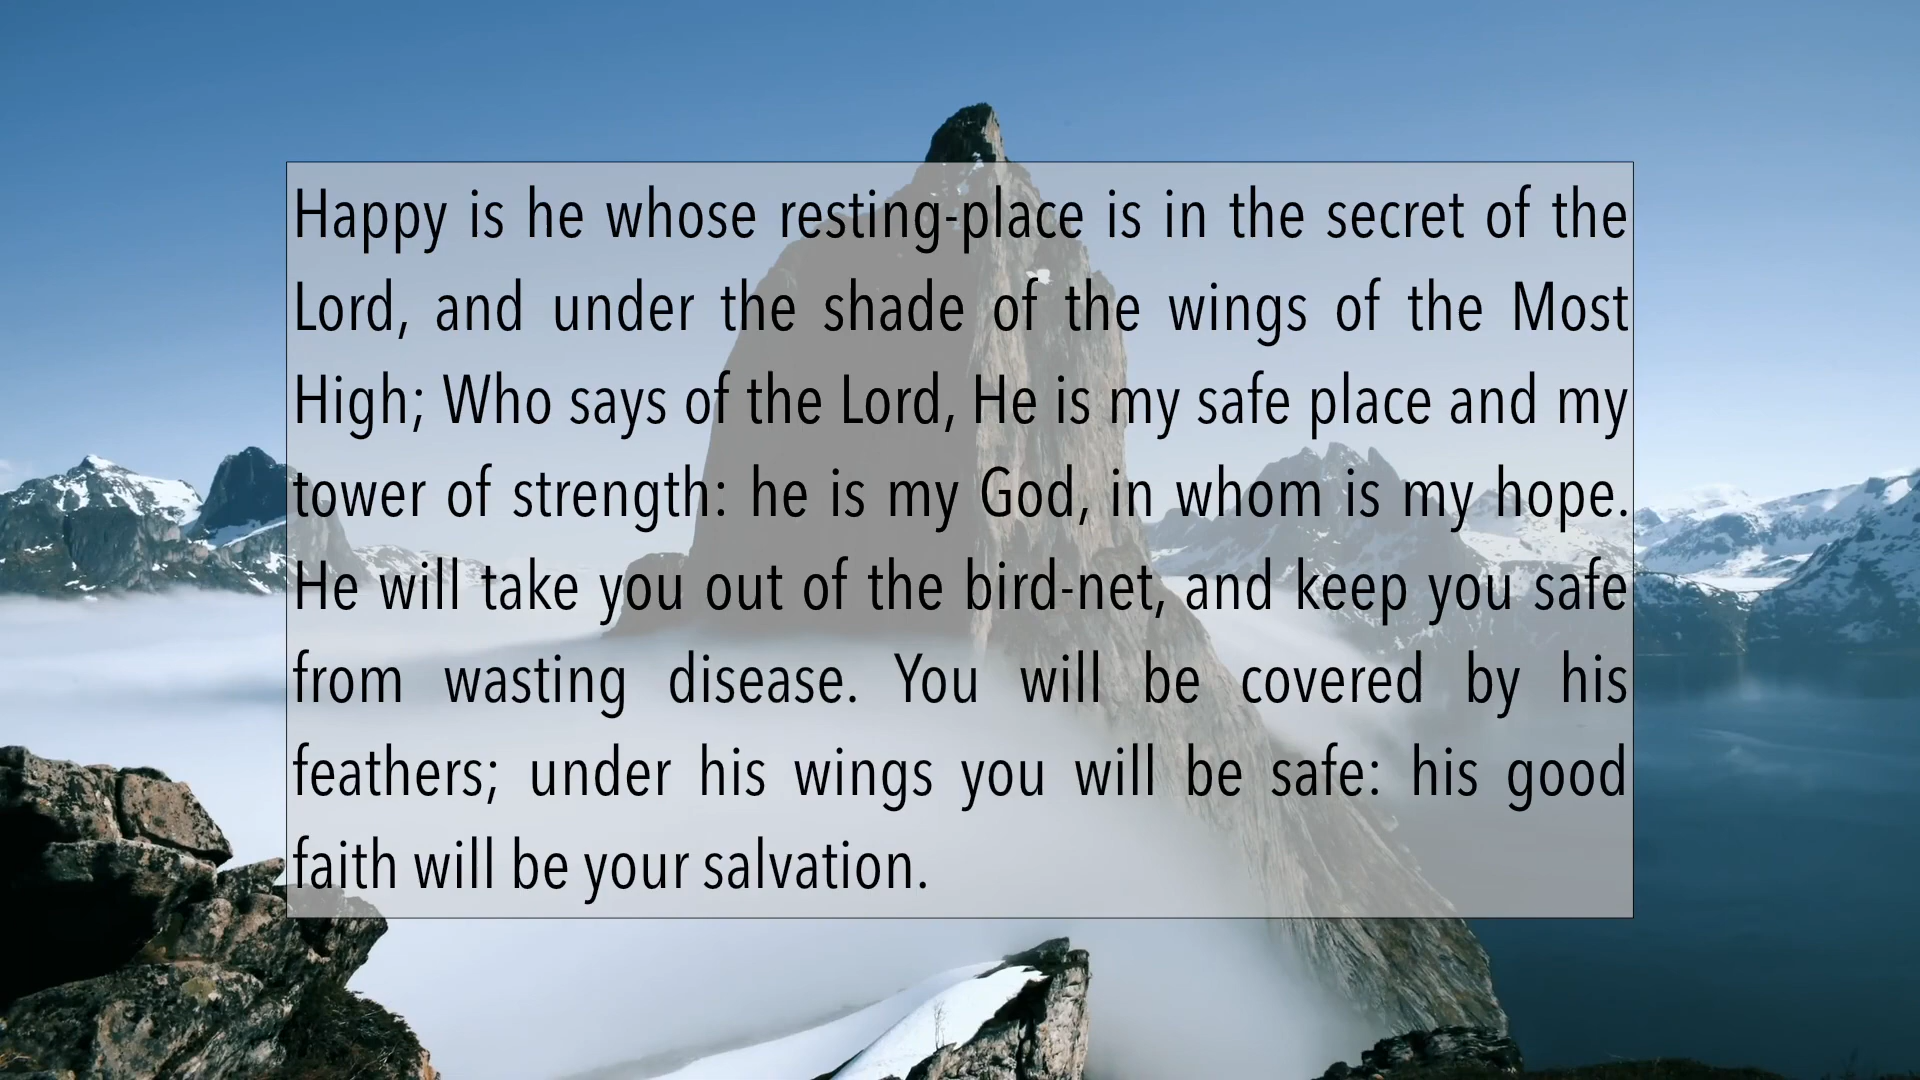 Happy is he whose resting-place is in the secret of the
Lord, and under the shade of the wings of the Most
High; Who says of the Lord, He is my safe place and my
tower of strength: he is my God, in whom is my hope.
He will take you out of the bird-net, and keep you safe
from wasting disease. You will be covered by his
feathers; under his wings you will be safe: his good
faith will be your salvation.